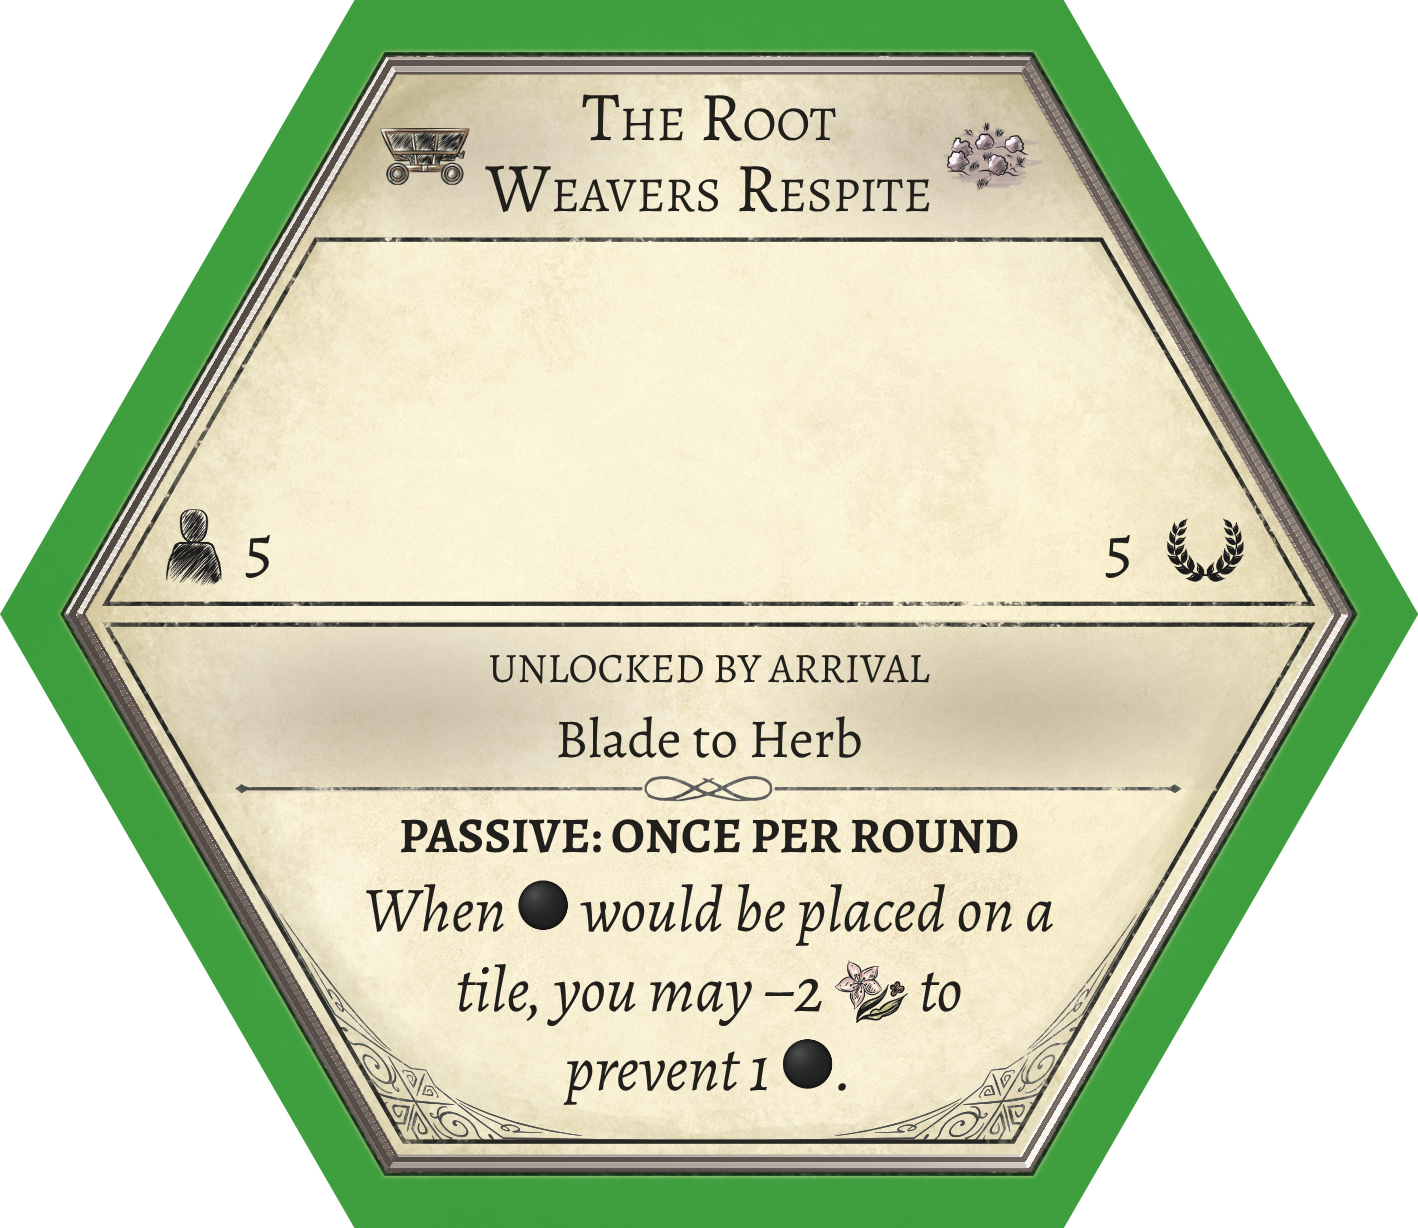 The Root
Weavers Respite
5
5
UNLOCKED BY ARRIVAL
Blade to Herb
PASSIVE: ONCE PER ROUND
When would be placed on a
tile, you may –2 to
prevent 1 .